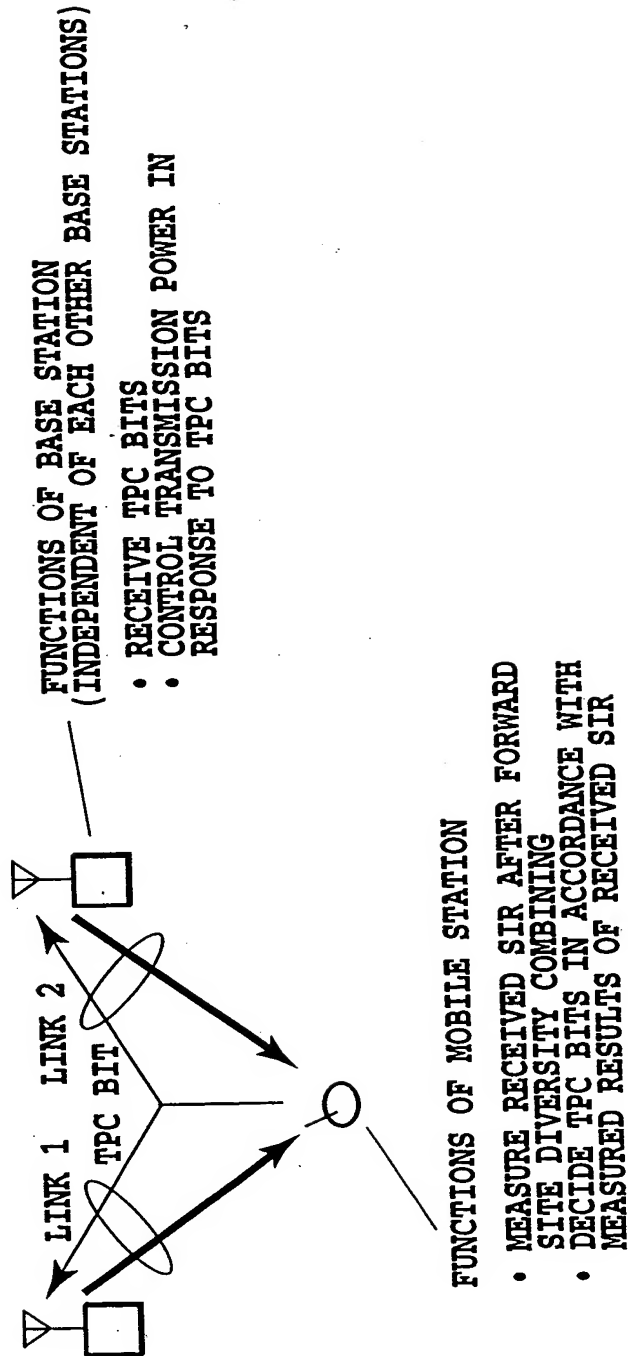 LINK 1
LINK 2
TPC BIT
FUNCTIONS OF BASE STATION
(INDEPENDENT OF EACH OTHER BASE STATIONS)
• RECEIVE TPC BITS
• CONTROL TRANSMISSION POWER IN
RESPONSE TO TPC BITS
FUNCTIONS OF MOBILE STATION
• MEASURE RECEIVED SIR AFTER FORWARD
SITE DIVERSITY COMBINING
• DECIDE TPC BITS IN ACCORDANCE WITH
MEASURED RESULTS OF RECEIVED SIR